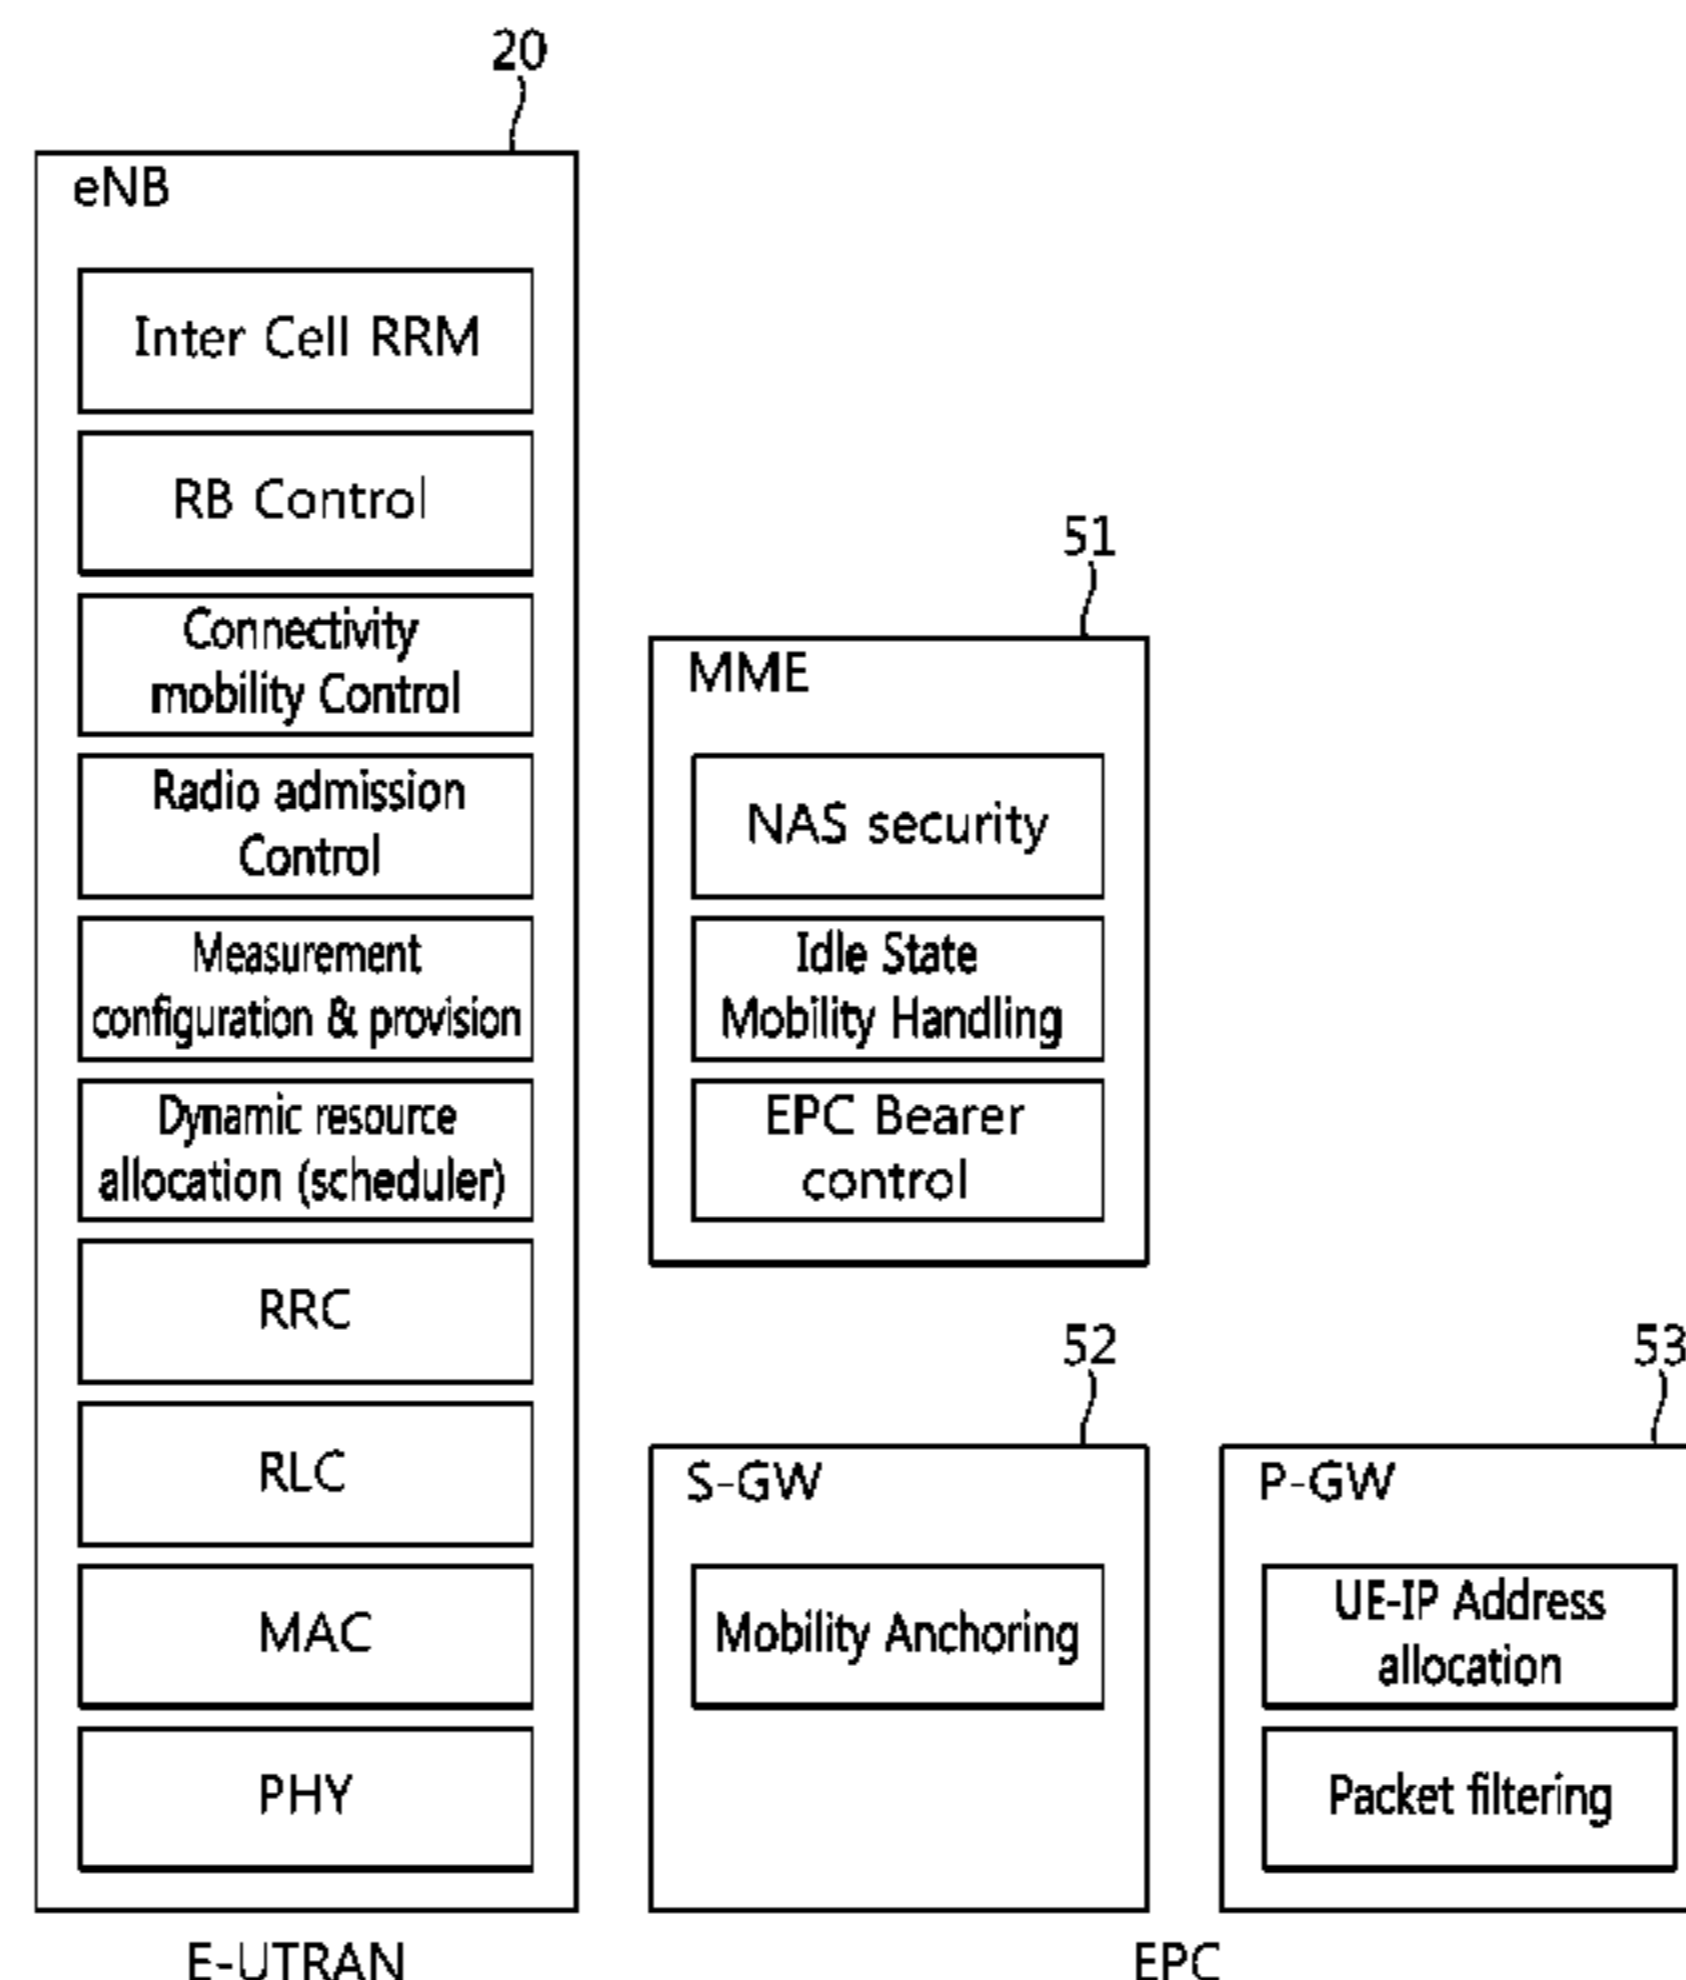 20
eNB
Inter Cell RRM
RB Control
Connectivity
mobility Control
Radio admission
Control
Measurement
configuration & provision
Dynamic resource
allocation (scheduler)
RRC
RLC
MAC
PHY
E-UTRAN
51
MME
NAS security
Idle State
Mobility Handling
EPC Bearer
control
52
S-GW
Mobility Anchoring
53
P-GW
UE-IP Address
allocation
Packet filtering
EPC